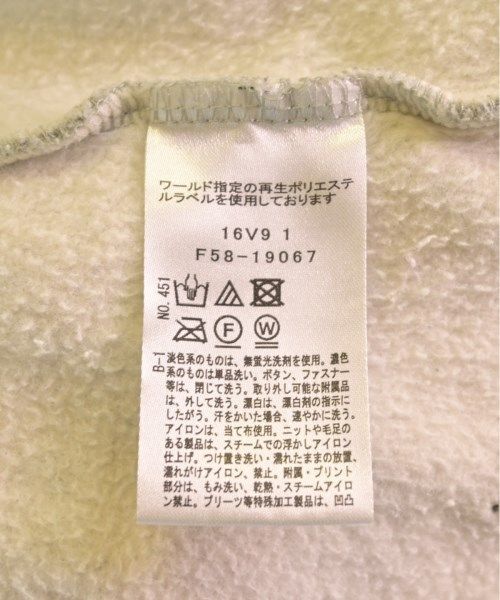 ワールド指定の再生ポリエステ
ルラベルを使用しております
16V9 1
F58-19067
NO.451
F
W
B-1
淡色系のものは、無蛍光洗剤を使用。濃色
系のものは単品洗い。ボタン、ファスナー
等は、閉じて洗う。取り外し可能な附属品
は、外して洗う。漂白は、漂白剤の指示に
したがう。汗をかいた場合、速やかに洗う。
アイロンは、当て布使用。ニットや毛足の
ある製品は、スチームでの浮かしアイロン
仕上げ。つけ置き洗い・濡れたままの放置、
濡れがけアイロン、禁止。附属・プリント
部分は、もみ洗い、乾熱・スチームアイロ
ン禁止。プリーツ等特殊加工製品は、凹凸